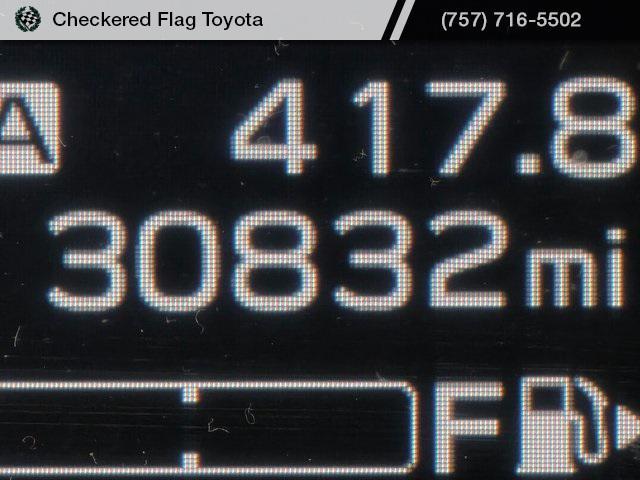 Checkered Flag Toyota (757) 716-5502
A 417.8
30832mi
F